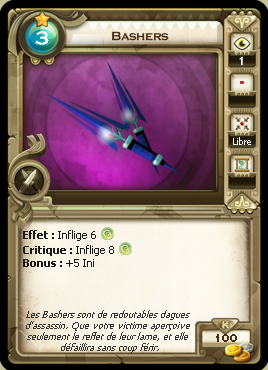 Bashers
3
1
Libre
Effet : Inflige 6
Critique : Inflige 8
Bonus : +5 Ini
Les Bashers sont de redoutables dagues
d'assassin. Que votre victime aperçoive
seulement le reflet de leur lame, et elle
défaillira sans coup férir.
100